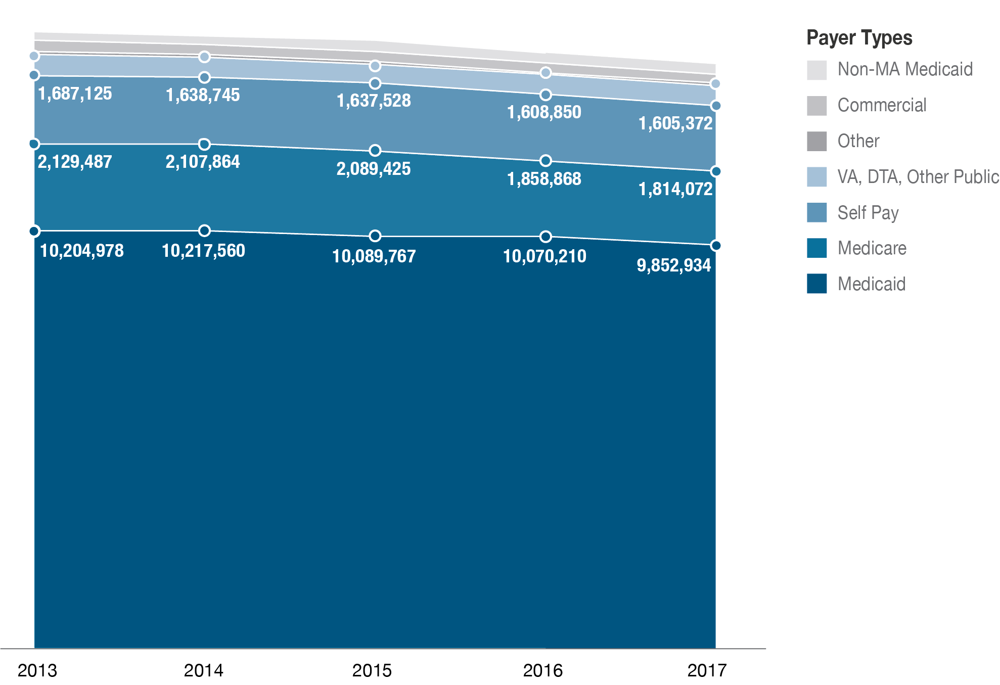 Payer Types
Non-MA Medicaid
Commercial
Other
VA, DTA, Other Public
Self Pay
Medicare
Medicaid
1,687,125
1,638,745
1,637,528
1,608,850
1,605,372
2,129,487
2,107,864
2,089,425
1,858,868
1,814,072
10,204,978
10,217,560
10,089,767
10,070,210
9,852,934
2013
2014
2015
2016
2017